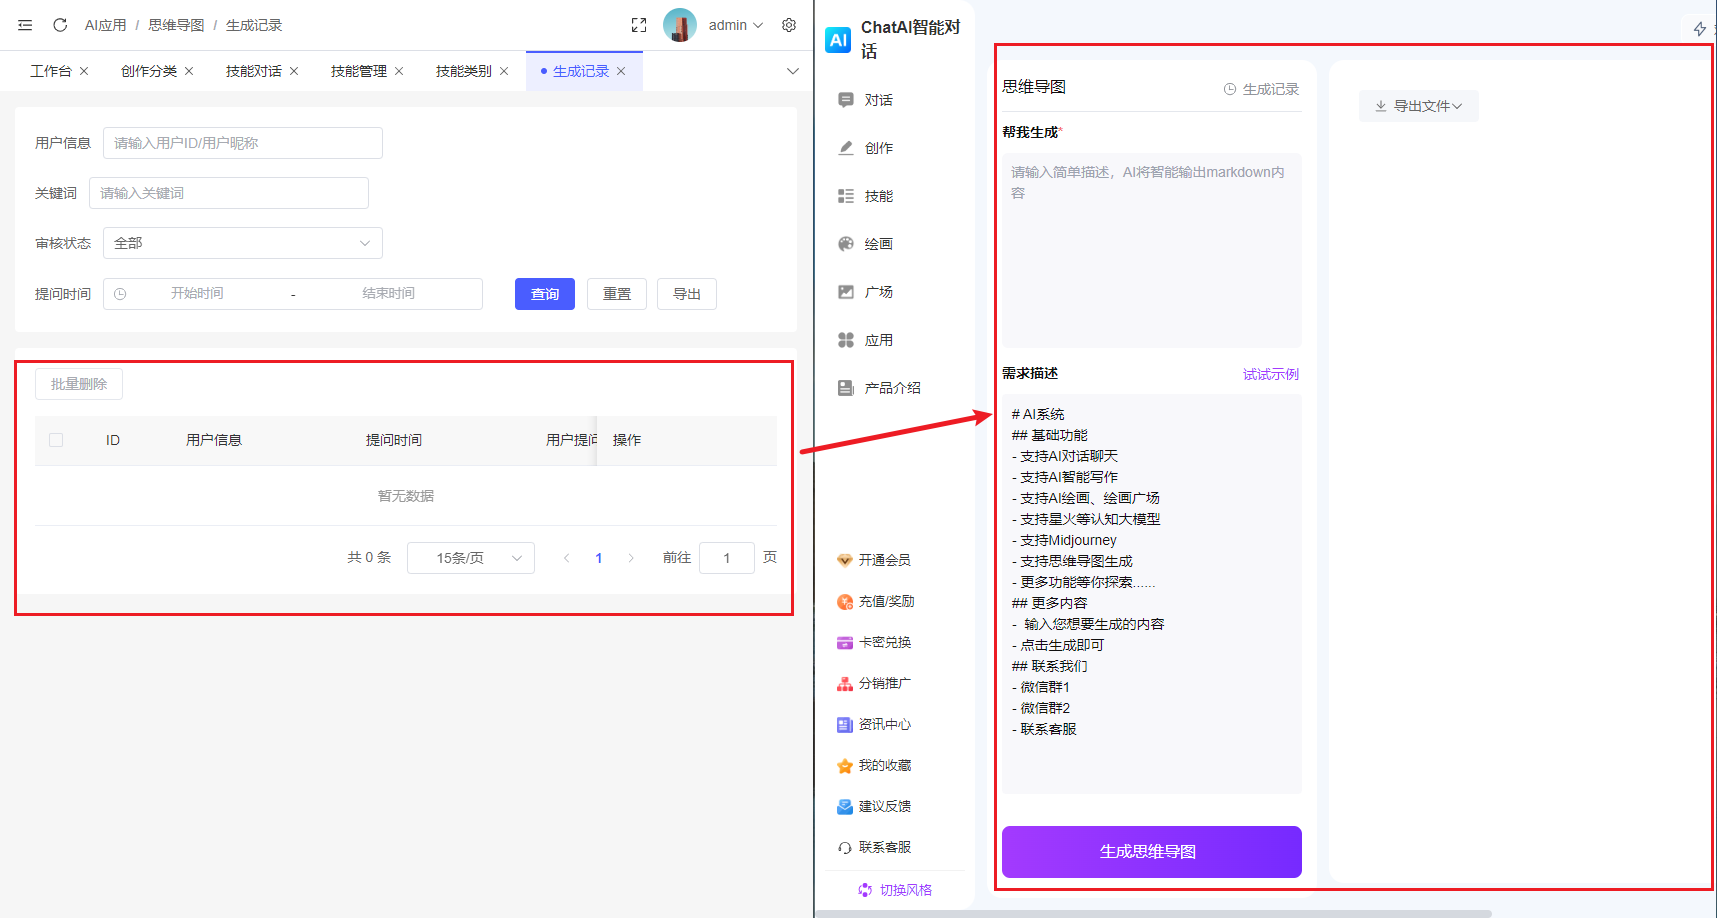 AI应用 / 思维导图 / 生成记录
admin
工作台
创作分类
技能对话
技能管理
技能类别
生成记录
用户信息
请输入用户ID/用户昵称
关键词
请输入关键词
审核状态
全部
提问时间
开始时间
-
结束时间
查询
重置
导出
批量删除
ID
用户信息
提问时间
用户提问
操作
暂无数据
共 0 条
15条/页
1
前往
1
页
AI
ChatAI智能对
话
对话
创作
技能
绘画
广场
应用
产品介绍
开通会员
充值/奖励
卡密兑换
分销推广
资讯中心
我的收藏
建议反馈
联系客服
切换风格
思维导图
生成记录
帮我生成*
请输入简单描述，AI将智能输出markdown内
容
需求描述
试试示例
# AI系统
## 基础功能
- 支持AI对话聊天
- 支持AI智能写作
- 支持AI绘画、绘画广场
- 支持星火等认知大模型
- 支持Midjourney
- 支持思维导图生成
- 更多功能等你探索......
## 更多内容
-  输入您想要生成的内容
- 点击生成即可
## 联系我们
- 微信群1
- 微信群2
- 联系客服
生成思维导图
导出文件